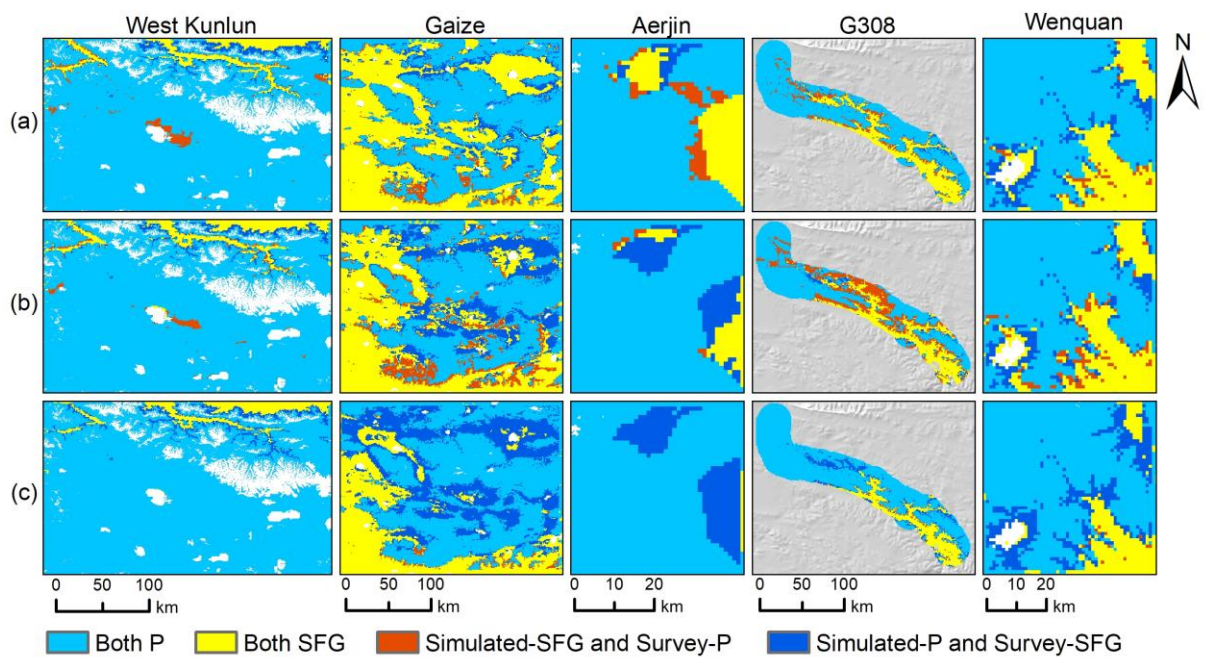 West Kunlun Gaize Aerjin G308 Wenquan
N
(a)
(b)
(c)
0 50 100 0 50 100 0 10 20 0 50 100 0 10 20
km km km km km
Both P Both SFG Simulated-SFG and Survey-P Simulated-P and Survey-SFG